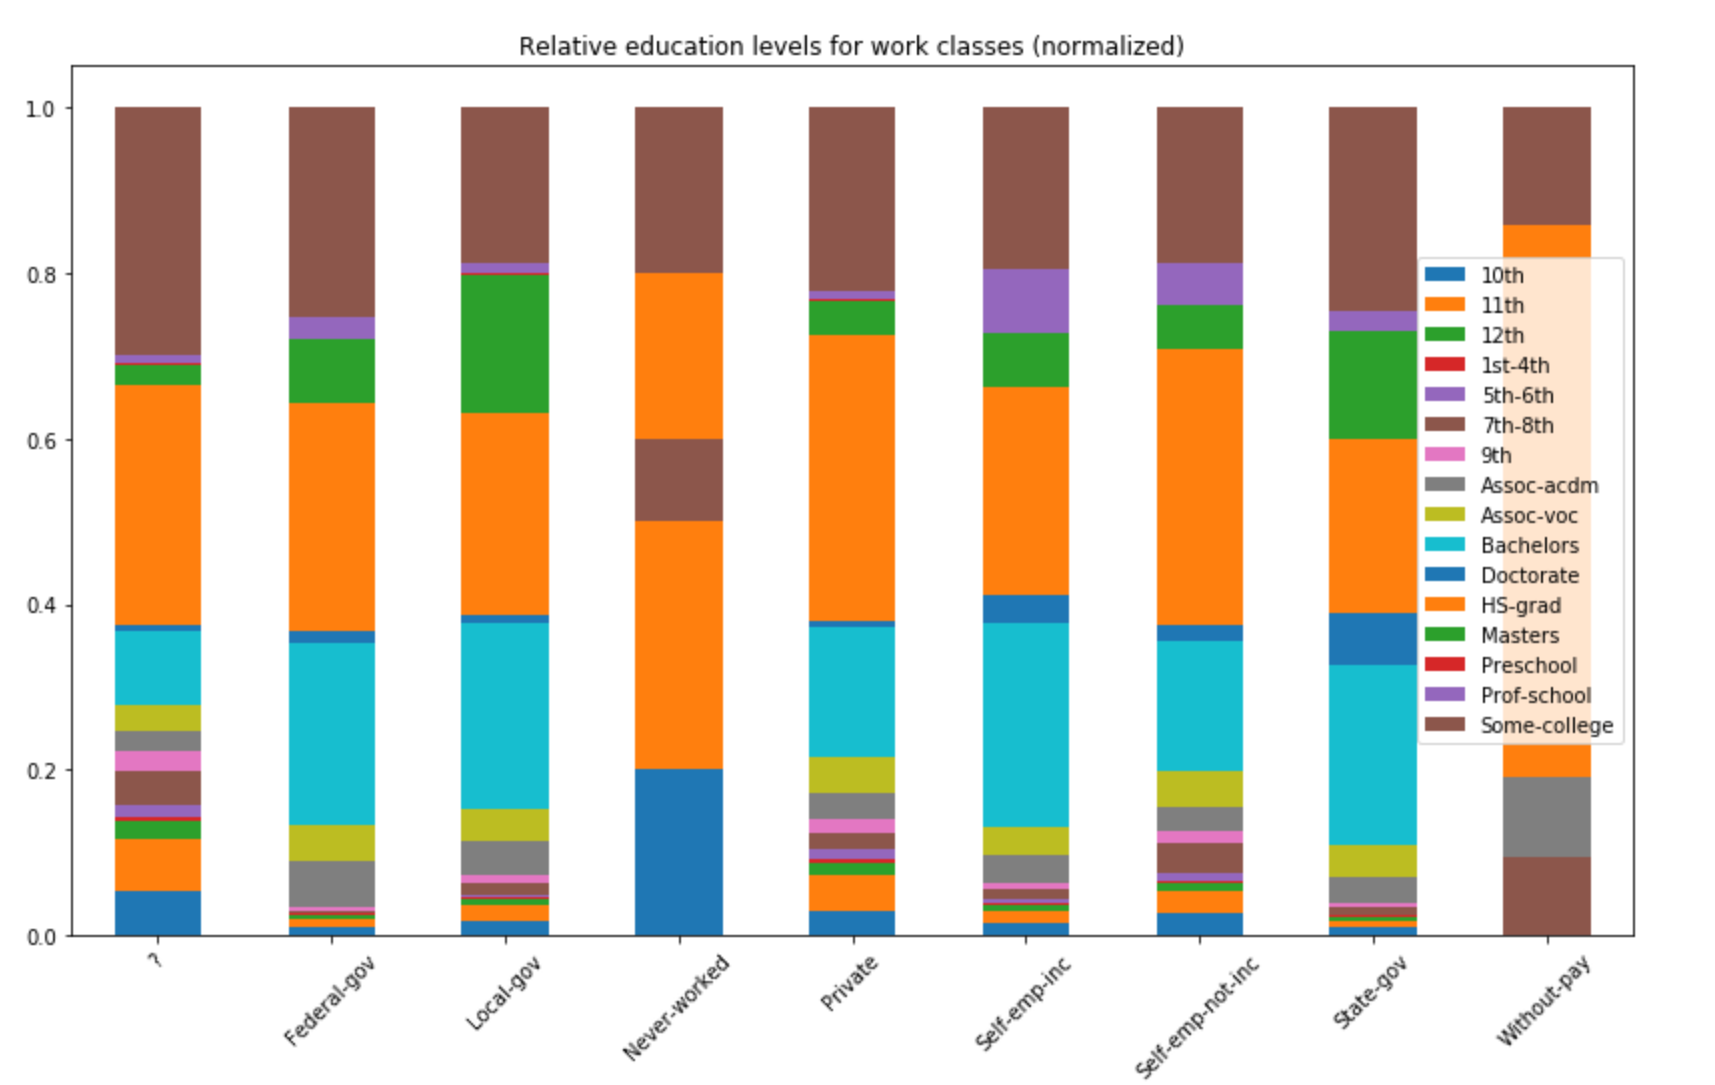 Relative education levels for work classes (normalized)
1.0
0.8
0.6
0.4
0.2
0.0
10th
11th
12th
1st-4th
5th-6th
7th-8th
9th
Assoc-acdm
Assoc-voc
Bachelors
Doctorate
HS-grad
Masters
Preschool
Prof-school
Some-college
?
Federal-gov
Local-gov
Never-worked
Private
Self-emp-inc
Self-emp-not-inc
State-gov
Without-pay